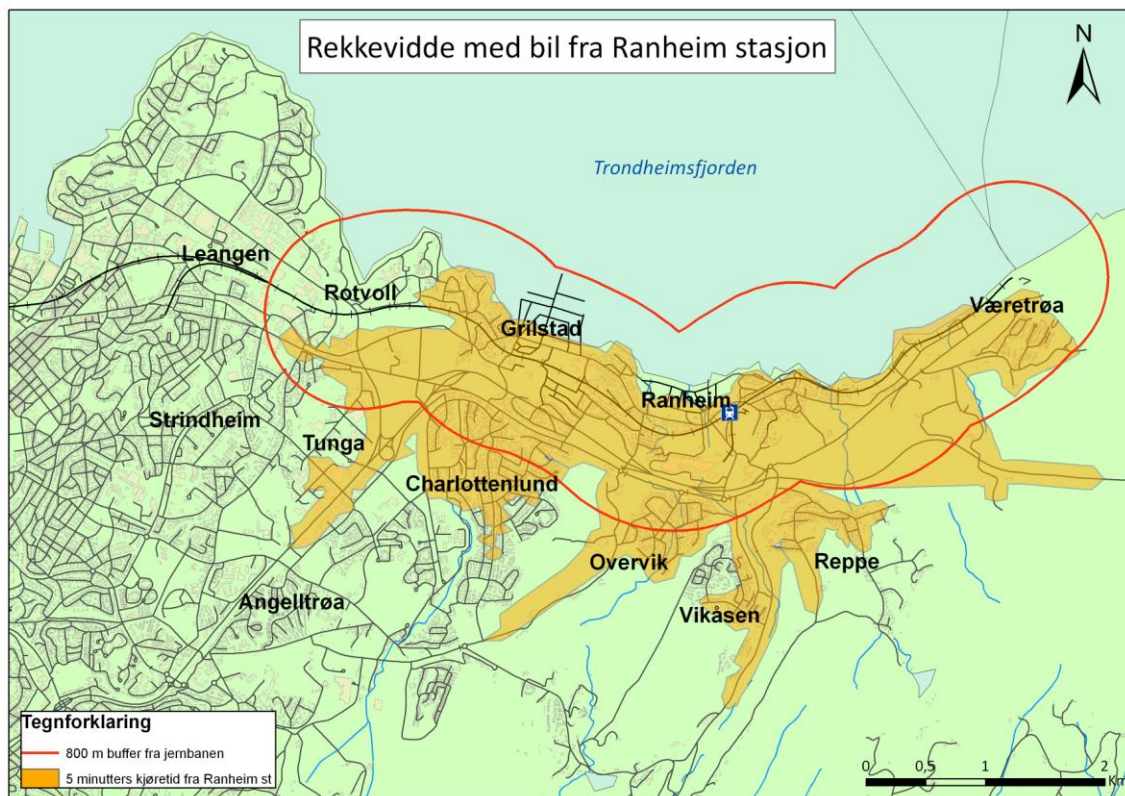 Rekkevidde med bil fra Ranheim stasjon
N
Trondheimsfjorden
Leangen
Rotvoll
Grilstad
Væretrøa
Ranheim
Strindheim
Tunga
Charlottenlund
Overvik
Reppe
Angelltrøa
Vikåsen
Tegnforklaring
800 m buffer fra jernbanen
5 minutters kjøretid fra Ranheim st
0 0,5 1 2
Km